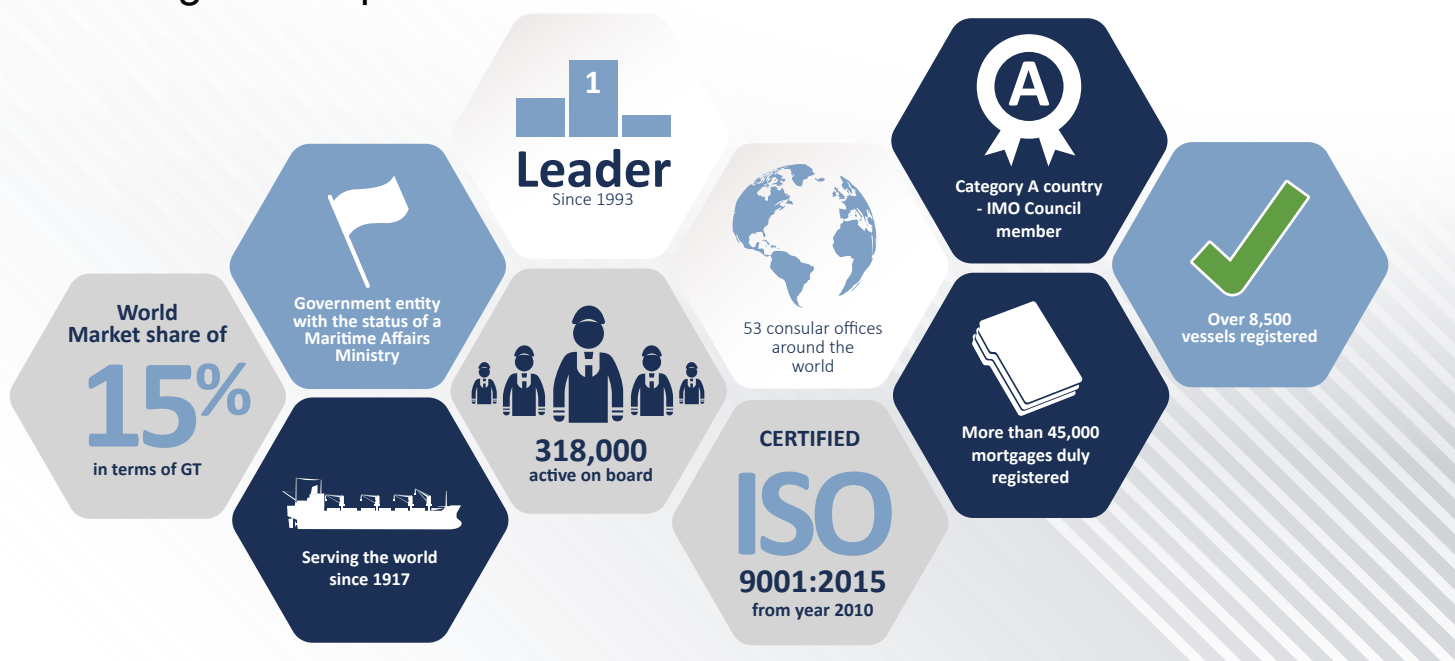 World
Market share of
15%
in terms of GT
Government entity
with the status of a
Maritime Affairs
Ministry
Serving the world
since 1917
1
Leader
Since 1993
318,000
active on board
53 consular offices
around the
world
CERTIFIED
ISO
9001:2015
from year 2010
A
Category A country
- IMO Council
member
More than 45,000
mortgages duly
registered
Over 8,500
vessels registered